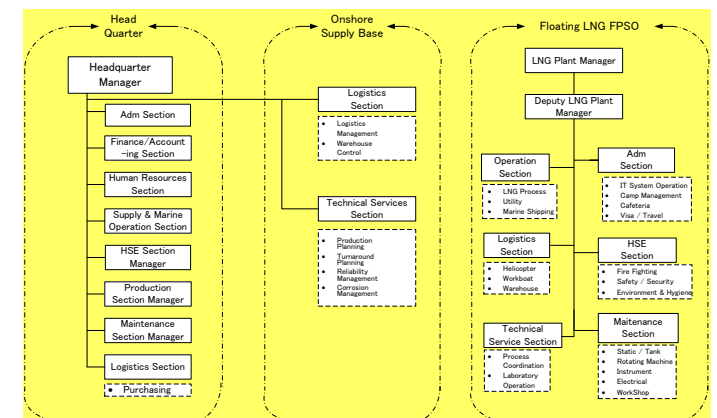 Head
Quarter
Headquarter
Manager
Adm Section
Finance/Account
-ing Section
Human Resources
Section
Supply & Marine
Operation Section
HSE Section
Manager
Production
Section Manager
Maintenance
Section Manager
Logistics Section
• Purchasing
Onshore
Supply Base
Logistics
Section
• Logistics
Management
• Warehouse
Control
Technical Services
Section
• Production
Planning
• Turnaround
Planning
• Reliability
Management
• Corrosion
Management
Floating LNG FPSO
LNG Plant Manager
Deputy LNG Plant
Manager
Operation
Section
• LNG Process
• Utility
• Marine Shipping
Adm
Section
• IT System Operation
• Camp Management
• Cafeteria
• Visa / Travel
Logistics
Section
• Helicopter
• Workboat
• Warehouse
HSE
Section
• Fire Fighting
• Safety / Security
• Environment & Hygiene
Technical
Service Section
• Process
Coordination
• Laboratory
Operation
Maitenance
Section
• Static / Tank
• Rotating Machine
• Instrument
• Electrical
• WorkShop